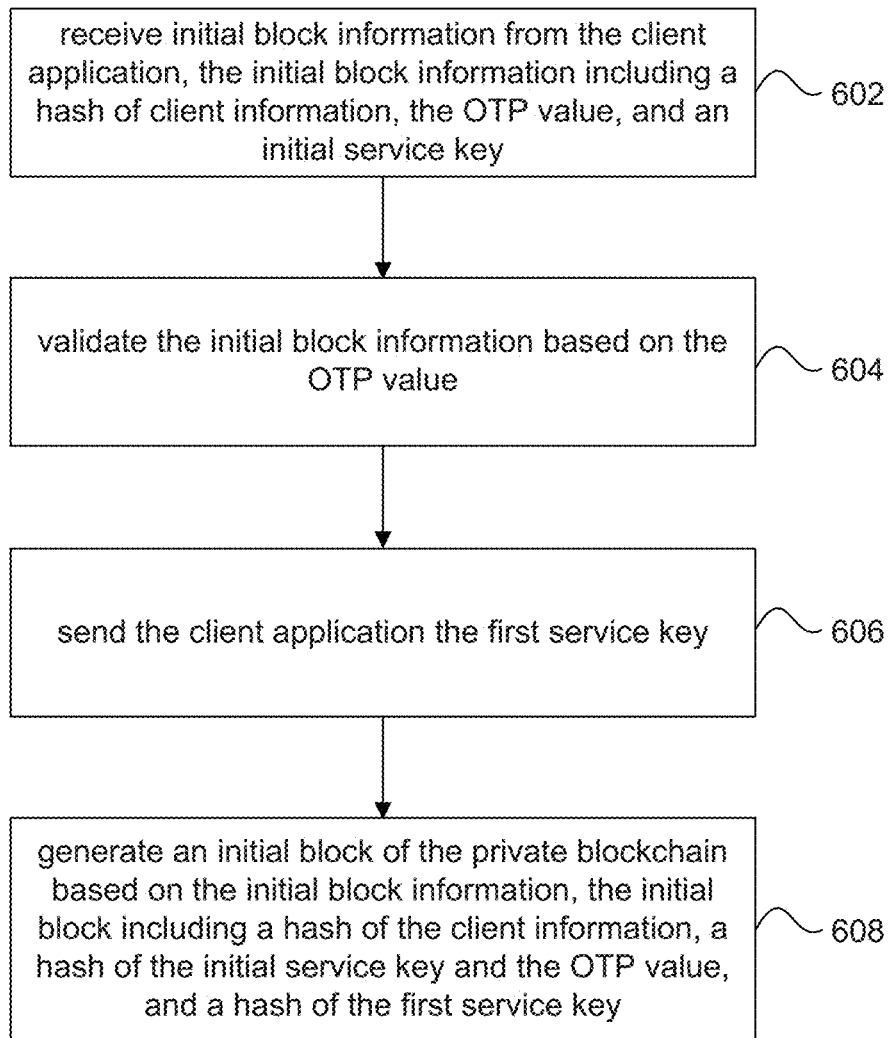 receive initial block information from the client
application, the initial block information including a
hash of client information, the OTP value, and an
initial service key
602
validate the initial block information based on the
OTP value
604
send the client application the first service key
606
generate an initial block of the private blockchain
based on the initial block information, the initial
block including a hash of the client information, a
hash of the initial service key and the OTP value,
and a hash of the first service key
608